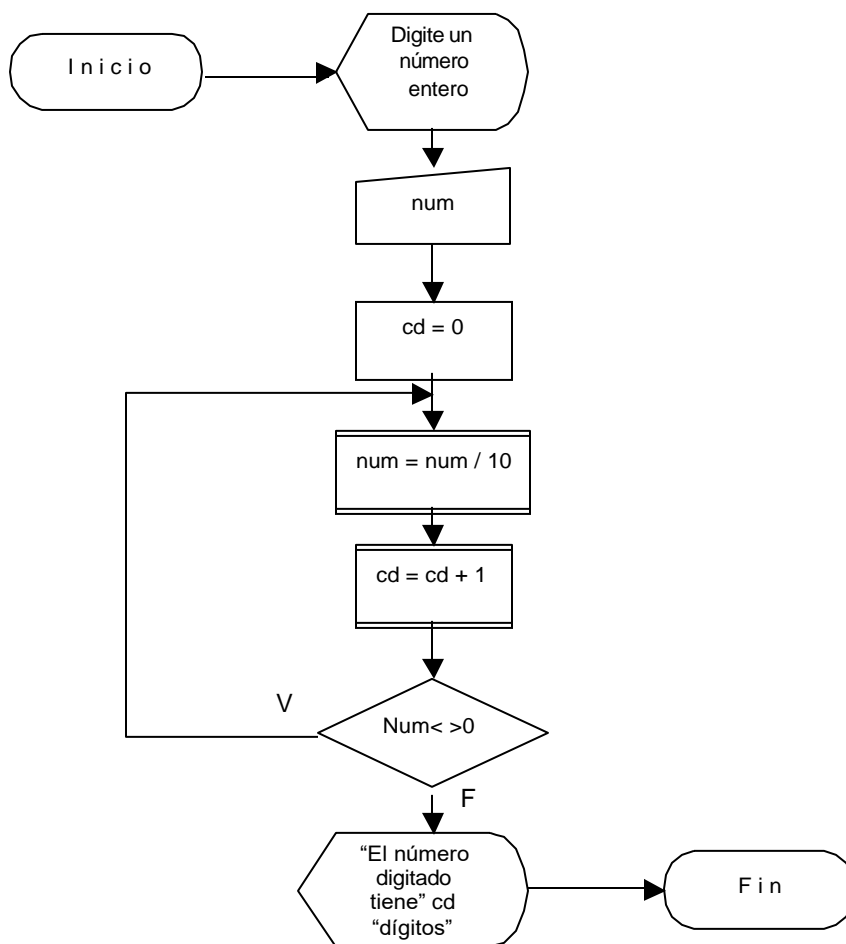 Inicio
Digite un
número
entero
num
cd = 0
num = num / 10
cd = cd + 1
V
Num< >0
F
“El número
digitado
tiene” cd
“dígitos”
Fin